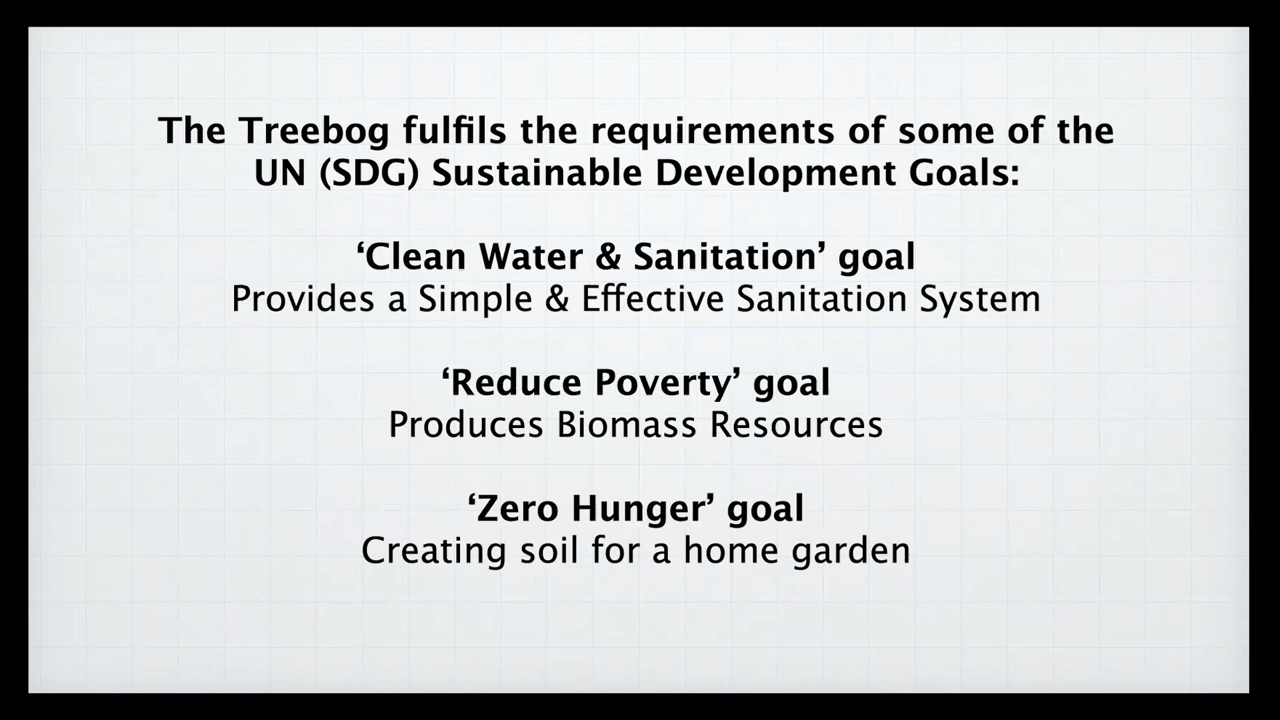 The Treebog fulfils the requirements of some of the
UN (SDG) Sustainable Development Goals:
‘Clean Water & Sanitation’ goal
Provides a Simple & Effective Sanitation System
‘Reduce Poverty’ goal
Produces Biomass Resources
‘Zero Hunger’ goal
Creating soil for a home garden